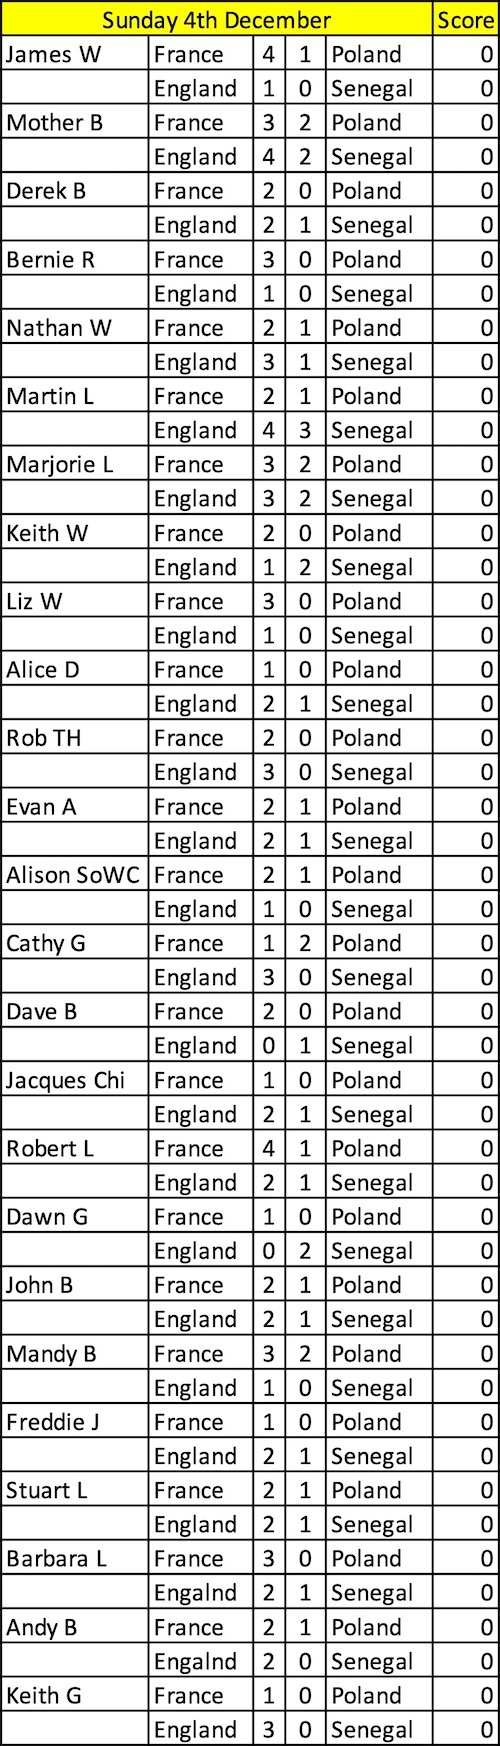 Sunday 4th December Score
James W France 4 1 Poland 0
England 1 0 Senegal 0
Mother B France 3 2 Poland 0
England 4 2 Senegal 0
Derek B France 2 0 Poland 0
England 2 1 Senegal 0
Bernie R France 3 0 Poland 0
England 1 0 Senegal 0
Nathan W France 2 1 Poland 0
England 3 1 Senegal 0
Martin L France 2 1 Poland 0
England 4 3 Senegal 0
Marjorie L France 3 2 Poland 0
England 3 2 Senegal 0
Keith W France 2 0 Poland 0
England 1 2 Senegal 0
Liz W France 3 0 Poland 0
England 1 0 Senegal 0
Alice D France 1 0 Poland 0
England 2 1 Senegal 0
Rob TH France 2 0 Poland 0
England 3 0 Senegal 0
Evan A France 2 1 Poland 0
England 2 1 Senegal 0
Alison SoWC France 2 1 Poland 0
England 1 0 Senegal 0
Cathy G France 1 2 Poland 0
England 3 0 Senegal 0
Dave B France 2 0 Poland 0
England 0 1 Senegal 0
Jacques Chi France 1 0 Poland 0
England 2 1 Senegal 0
Robert L France 4 1 Poland 0
England 2 1 Senegal 0
Dawn G France 1 0 Poland 0
England 0 2 Senegal 0
John B France 2 1 Poland 0
England 2 1 Senegal 0
Mandy B France 3 2 Poland 0
England 1 0 Senegal 0
Freddie J France 1 0 Poland 0
England 2 1 Senegal 0
Stuart L France 2 1 Poland 0
England 2 1 Senegal 0
Barbara L France 3 0 Poland 0
Engalnd 2 1 Senegal 0
Andy B France 2 1 Poland 0
Engalnd 2 0 Senegal 0
Keith G France 1 0 Poland 0
England 3 0 Senegal 0